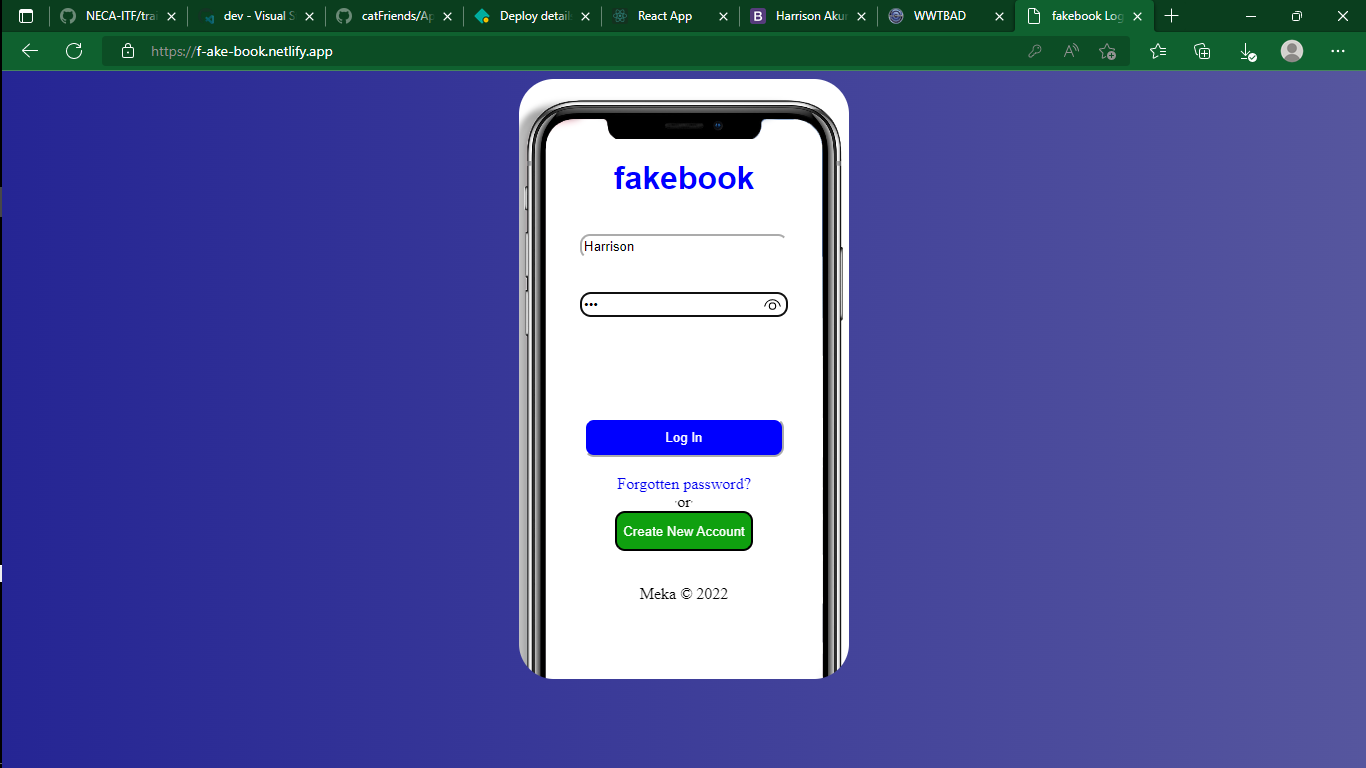 NECA-ITF/tra
dev - Visual S
catFriends/Ap
Deploy detail
React App
B
Harrison Aku
WWTBAD
fakebook Log
https://f-ake-book.netlify.app
fakebook
Harrison
•••
Log In
Forgotten password?
or
Create New Account
Meka © 2022